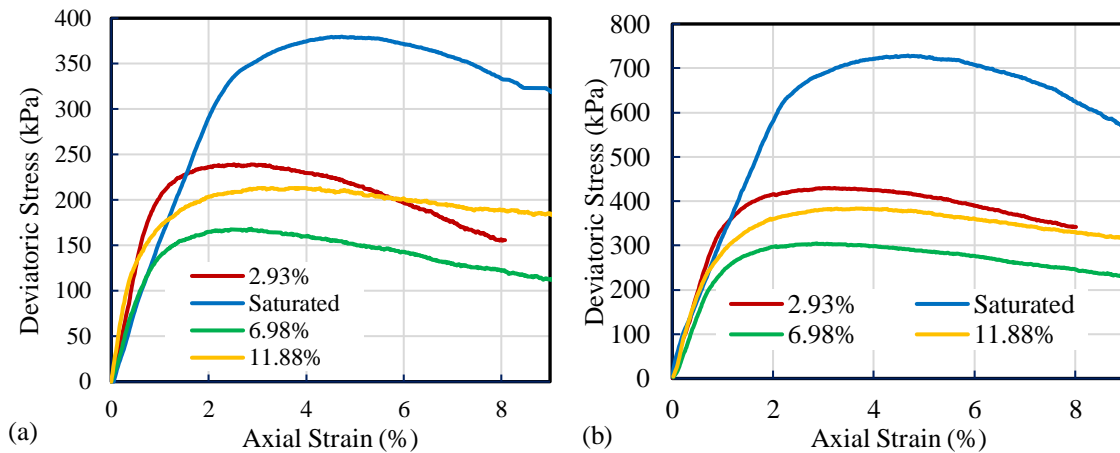 Deviatoric Stress (kPa)
400
350
300
250
200
150
100
50
0
2.93%
Saturated
6.98%
11.88%
0 2 4 6 8
Axial Strain (%)
(a)
Deviatoric Stress (kPa)
800
700
600
500
400
300
200
100
0
2.93% Saturated
6.98% 11.88%
0 2 4 6 8
Axial Strain (%)
(b)